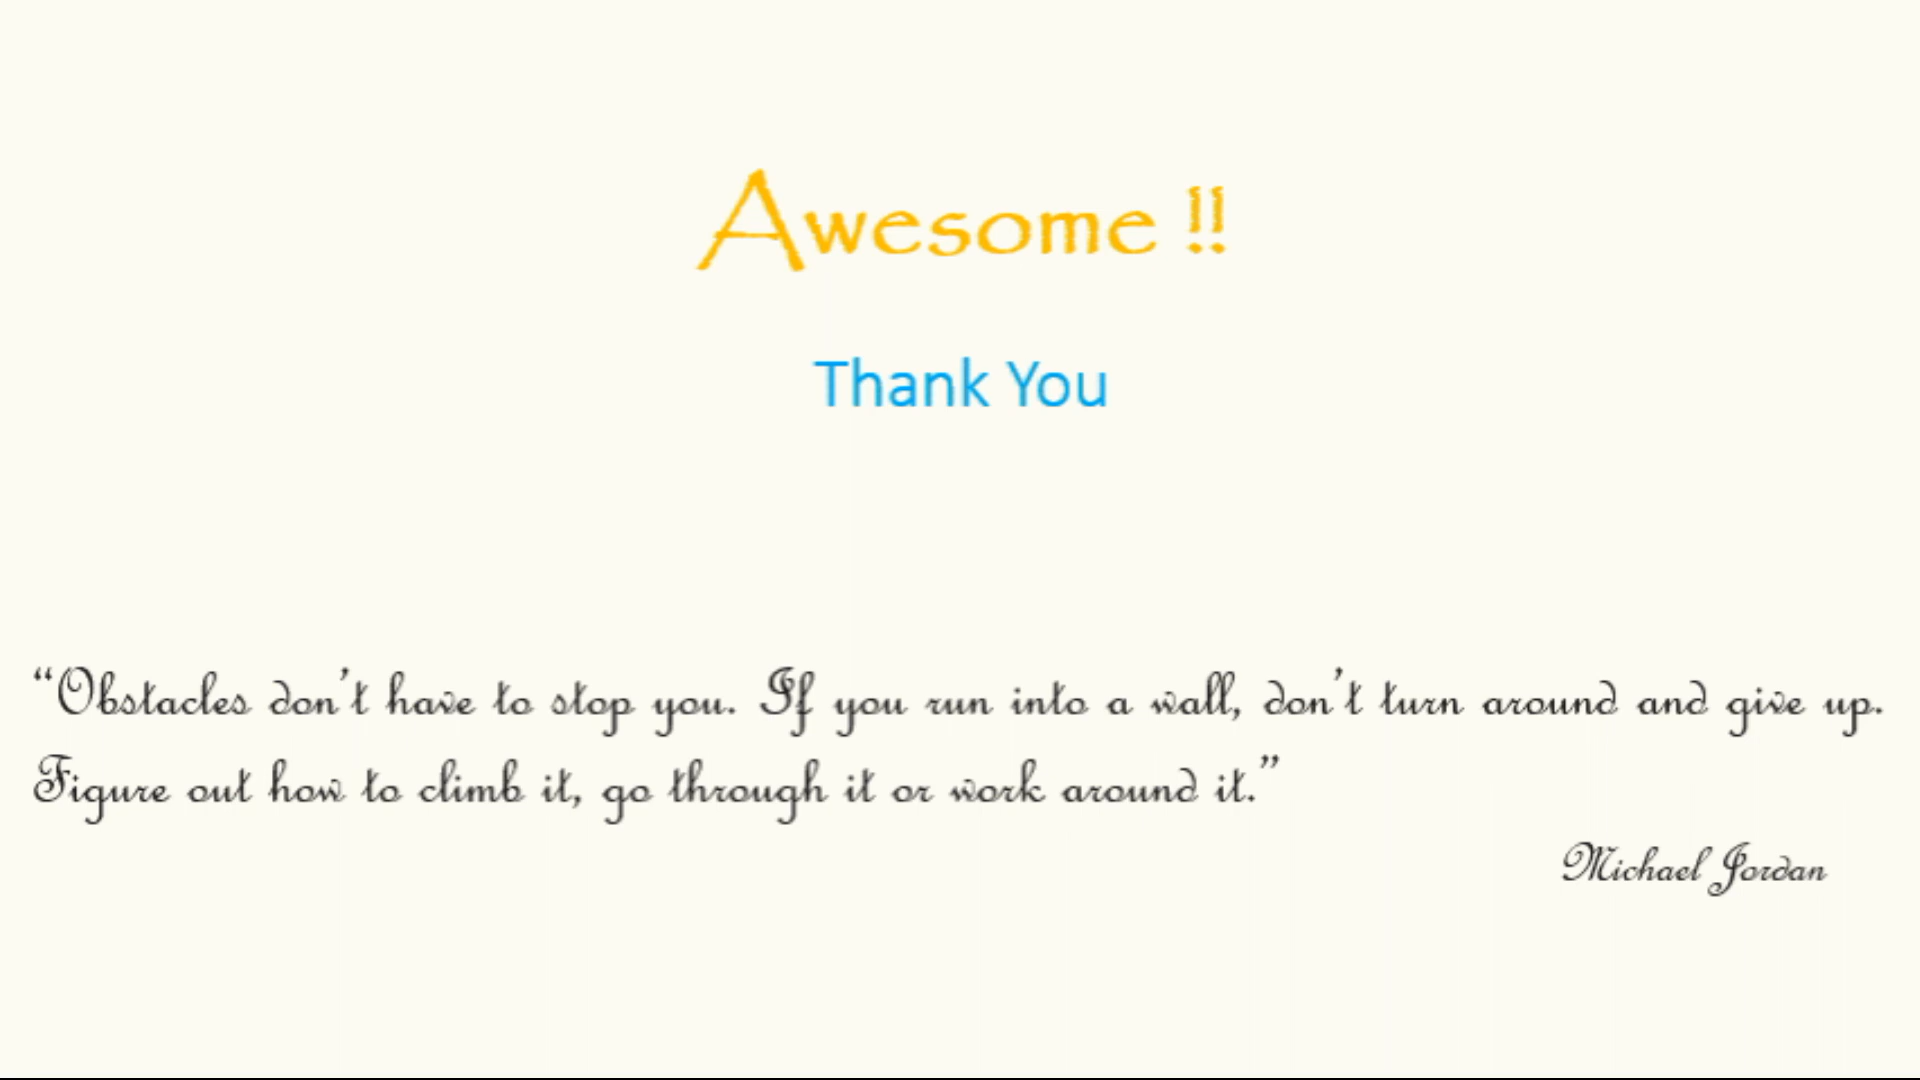 Awesome !!
Thank You
“Obstacles don’t have to stop you. If you run into a wall, don’t turn around and give up.
Figure out how to climb it, go through it or work around it.”
Michael Jordan